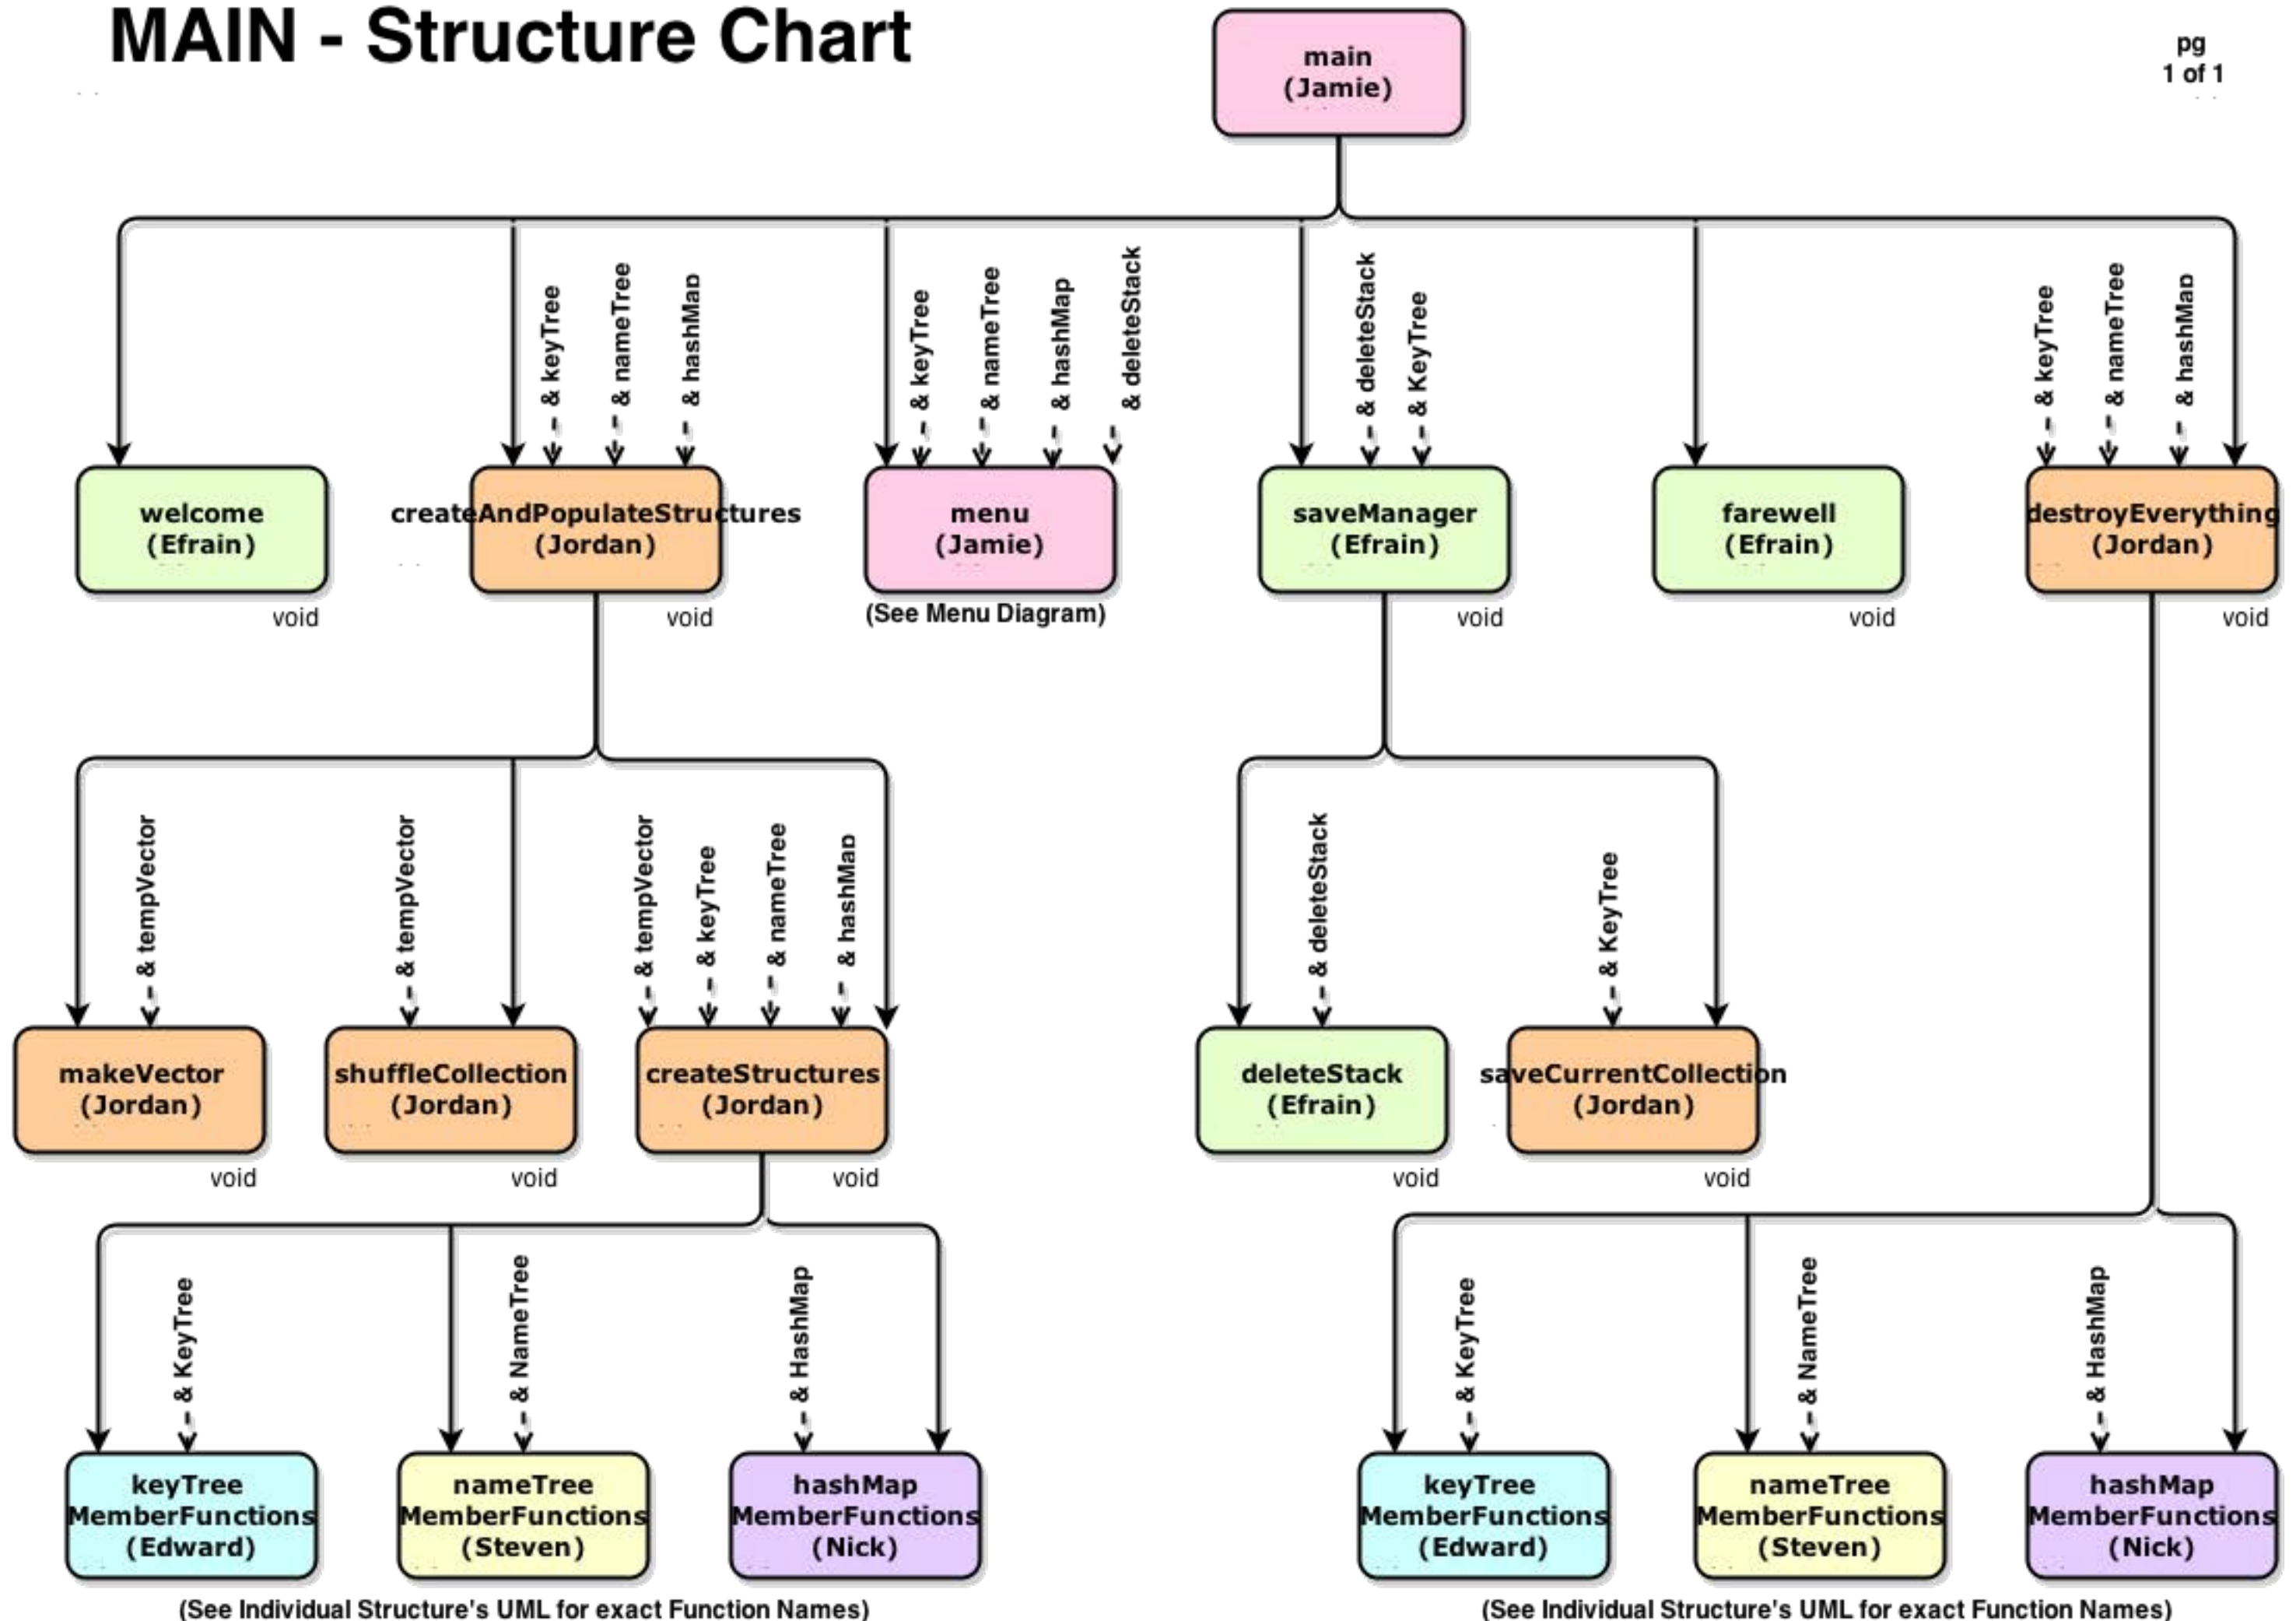 MAIN - Structure Chart
main
(Jamie)
pg
1 of 1
& keyTree
& nameTree
& hashMap
& keyTree
& nameTree
& hashMap
& deleteStack
& deleteStack
& KeyTree
& keyTree
& nameTree
& hashMap
welcome
(Efrain)
void
createAndPopulateStructures
(Jordan)
void
menu
(Jamie)
(See Menu Diagram)
saveManager
(Efrain)
void
farewell
(Efrain)
void
destroyEverything
(Jordan)
void
& tempVector
& tempVector
& tempVector
& keyTree
& nameTree
& hashMap
& deleteStack
& KeyTree
makeVector
(Jordan)
void
shuffleCollection
(Jordan)
void
createStructures
(Jordan)
void
deleteStack
(Efrain)
void
saveCurrentCollection
(Jordan)
void
& KeyTree
& NameTree
& HashMap
& KeyTree
& NameTree
& HashMap
keyTree
MemberFunctions
(Edward)
nameTree
MemberFunctions
(Steven)
hashMap
MemberFunctions
(Nick)
keyTree
MemberFunctions
(Edward)
nameTree
MemberFunctions
(Steven)
hashMap
MemberFunctions
(Nick)
(See Individual Structure's UML for exact Function Names)
(See Individual Structure's UML for exact Function Names)